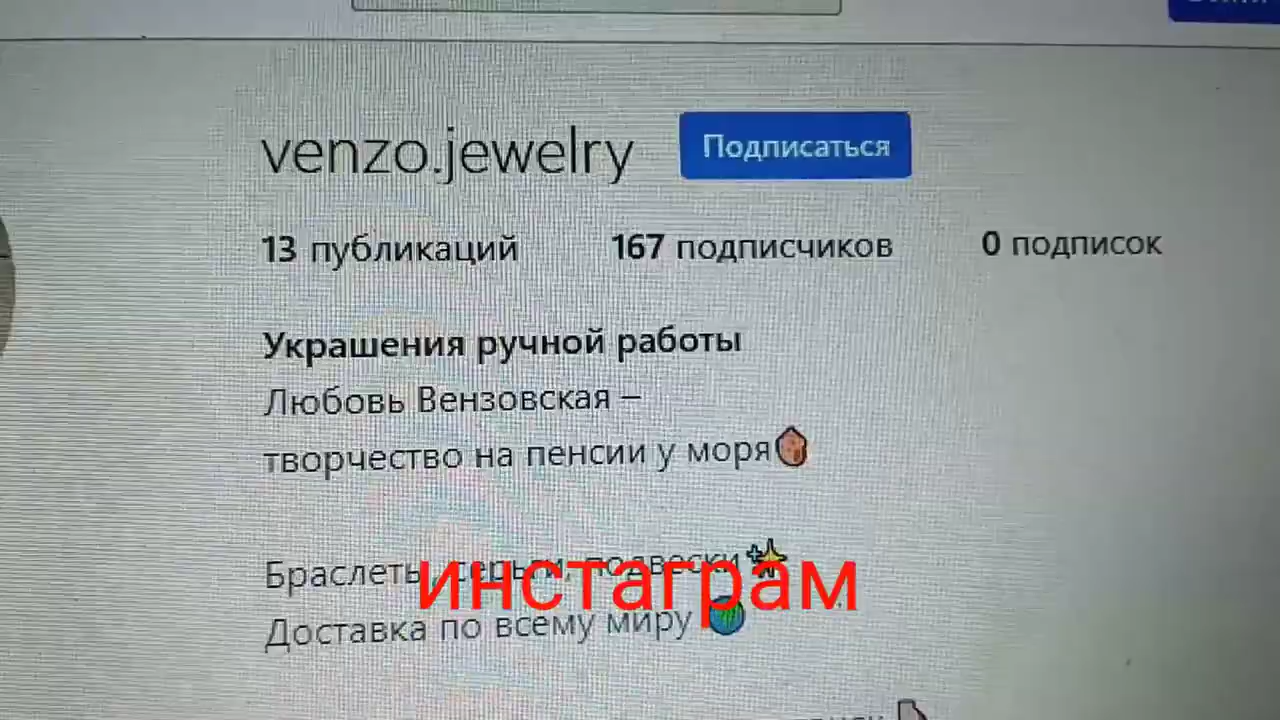 venzo.jewelry
Подписаться
13 публикаций 167 подписчиков 0 подписок
Украшения ручной работы
Любовь Вензовская –
творчество на пенсии у моря
Браслеты, серьги, подвески
инстаграм
Доставка по всему миру